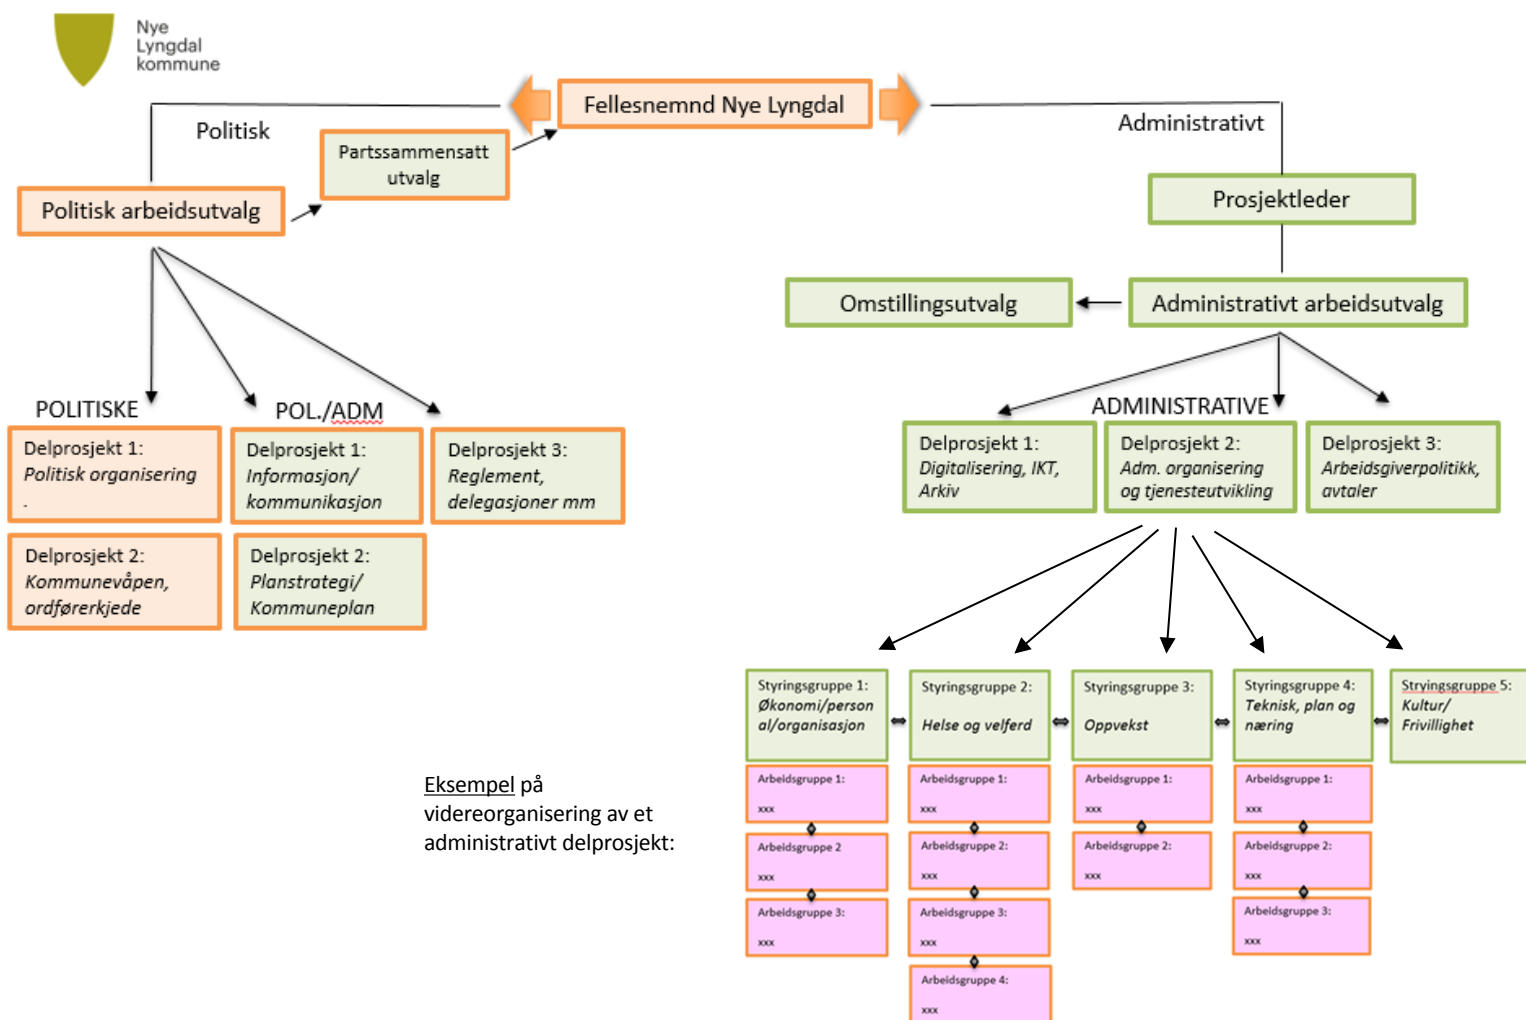 Nye
Lyngdal
kommune
Fellesnemnd Nye Lyngdal
Politisk
Administrativt
Partssammensatt
utvalg
Politisk arbeidsutvalg
Prosjektleder
Omstillingsutvalg
Administrativt arbeidsutvalg
POLITISKE
POL./ADM
Delprosjekt 1:
Politisk organisering
.
Delprosjekt 1:
Informasjon/
kommunikasjon
Delprosjekt 3:
Reglement,
delegasjoner mm
Delprosjekt 2:
Kommunevåpen,
ordførerkjede
Delprosjekt 2:
Planstrategi/
Kommuneplan
ADMINISTRATIVE
Delprosjekt 1:
Digitalisering, IKT,
Arkiv
Delprosjekt 2:
Adm. organisering
og tjenesteutvikling
Delprosjekt 3:
Arbeidsgiverpolitikk,
avtaler
Styringsgruppe 1:
Økonomi/person
al/organisasjon
Styringsgruppe 2:
Helse og velferd
Styringsgruppe 3:
Oppvekst
Styringsgruppe 4:
Teknisk, plan og
næring
Stryingsgruppe 5:
Kultur/
Frivillighet
Eksempel på
videreorganisering av et
administrativt delprosjekt:
Arbeidsgruppe 1:
xxx
Arbeidsgruppe 2
xxx
Arbeidsgruppe 3:
xxx
Arbeidsgruppe 1:
xxx
Arbeidsgruppe 2:
xxx
Arbeidsgruppe 3:
xxx
Arbeidsgruppe 4:
xxx
Arbeidsgruppe 1:
xxx
Arbeidsgruppe 2:
xxx
Arbeidsgruppe 1:
xxx
Arbeidsgruppe 2:
xxx
Arbeidsgruppe 3:
xxx